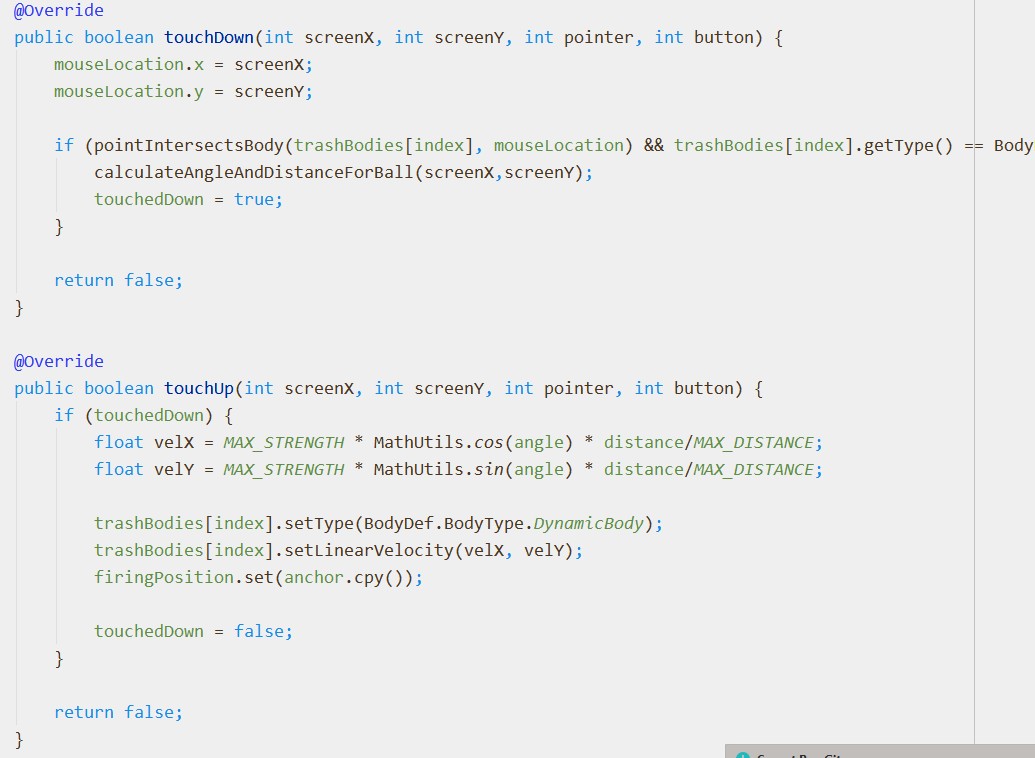 @Override
public boolean touchDown(int screenX, int screenY, int pointer, int button) {
    mouseLocation.x = screenX;
    mouseLocation.y = screenY;
    if (pointIntersectsBody(trashBodies[index], mouseLocation) && trashBodies[index].getType() == Body
        calculateAngleAndDistanceForBall(screenX,screenY);
        touchedDown = true;
    }
    return false;
}
@Override
public boolean touchUp(int screenX, int screenY, int pointer, int button) {
    if (touchedDown) {
        float velX = MAX_STRENGTH * MathUtils.cos(angle) * distance/MAX_DISTANCE;
        float velY = MAX_STRENGTH * MathUtils.sin(angle) * distance/MAX_DISTANCE;
        trashBodies[index].setType(BodyDef.BodyType.DynamicBody);
        trashBodies[index].setLinearVelocity(velX, velY);
        firingPosition.set(anchor.cpy());
        touchedDown = false;
    }
    return false;
}